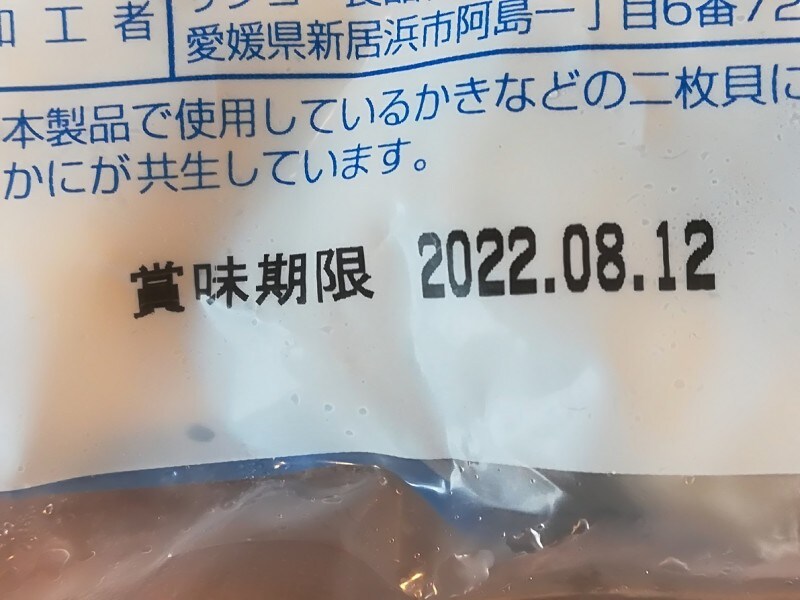 加工者
愛媛県新居浜市阿島一丁目6番72
本製品で使用しているかきなどの二枚貝に
かにが共生しています。
賞味期限 2022.08.12